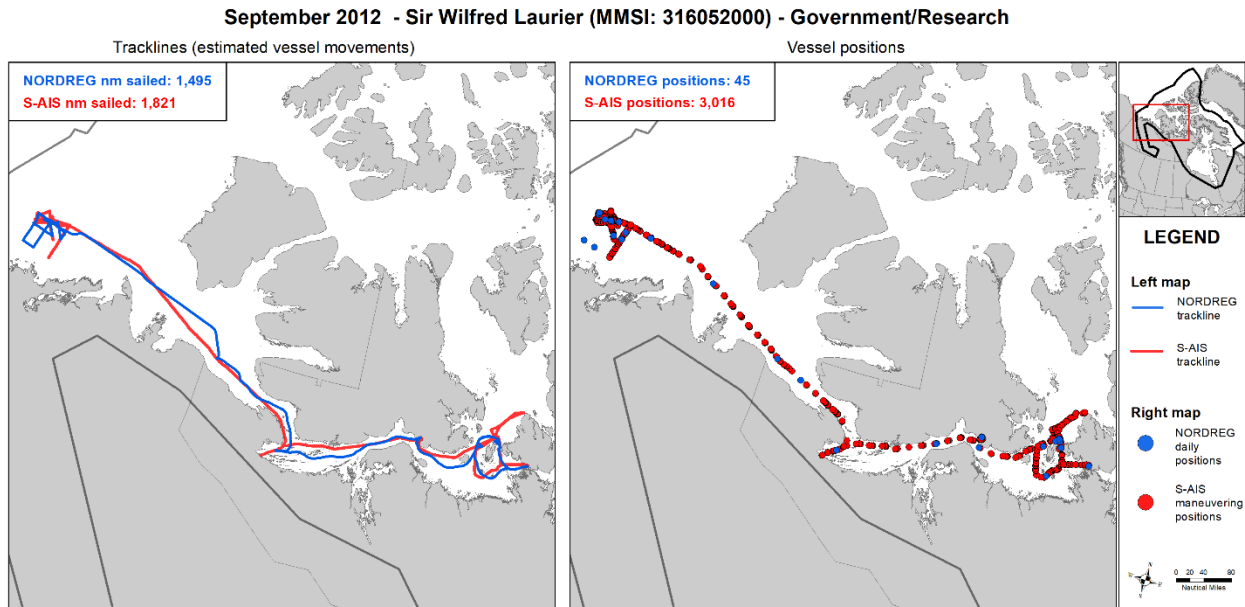 September 2012 - Sir Wilfred Laurier (MMSI: 316052000) - Government/Research
Tracklines (estimated vessel movements)
Vessel positions
NORDREG nm sailed: 1,495
S-AIS nm sailed: 1,821
NORDREG positions: 45
S-AIS positions: 3,016
LEGEND
Left map
NORDREG
trackline
S-AIS
trackline
Right map
NORDREG
daily
positions
S-AIS
maneuvering
positions
N
E
S
W
0 20 40 80
Nautical Miles